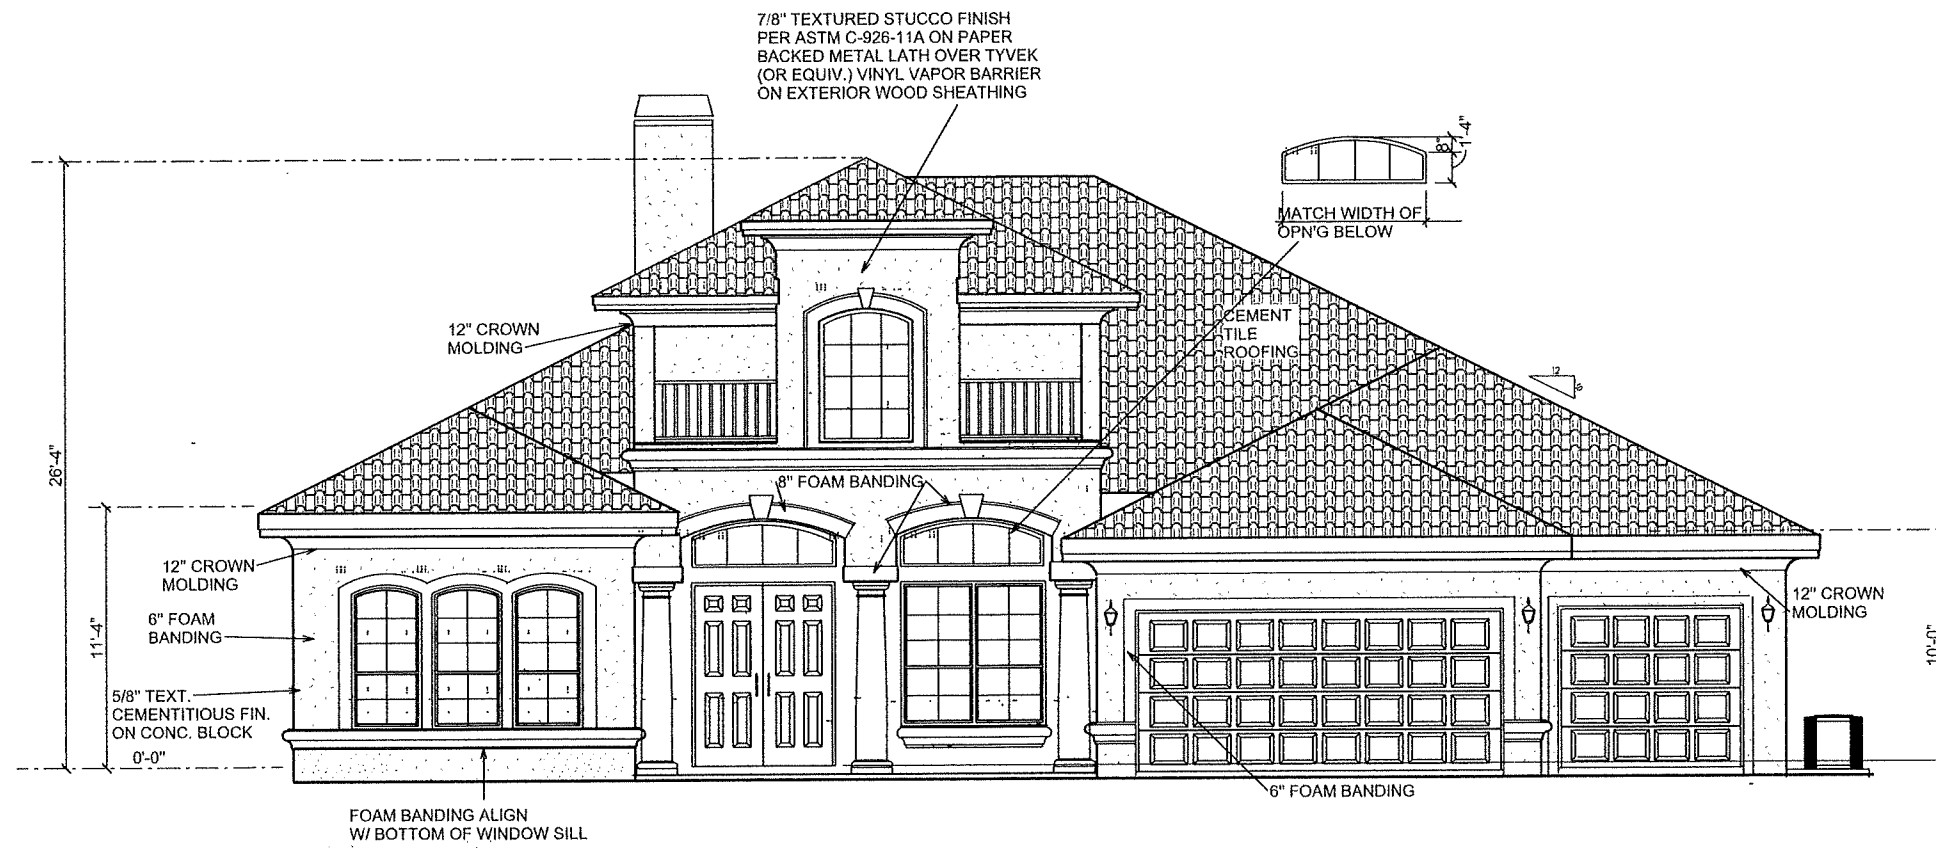 7/8" TEXTURED STUCCO FINISH
PER ASTM C-926-11A ON PAPER
BACKED METAL LATH OVER TYVEK
(OR EQUIV.) VINYL VAPOR BARRIER
ON EXTERIOR WOOD SHEATHING
8"
1'-4"
MATCH WIDTH OF
OPN'G BELOW
12" CROWN
MOLDING
CEMENT
TILE
ROOFING
12
26'-4"
8" FOAM BANDING
12" CROWN
MOLDING
6" FOAM
BANDING
11'-4"
5/8" TEXT.
CEMENTITIOUS FIN.
ON CONC. BLOCK
0'-0"
12" CROWN
MOLDING
10'-0"
6" FOAM BANDING
FOAM BANDING ALIGN
W/ BOTTOM OF WINDOW SILL